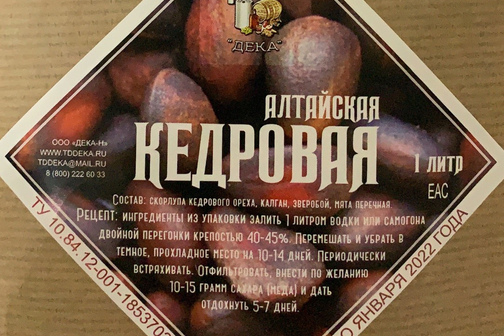 "ДЕКА"
АЛТАЙСКАЯ
КЕДРОВАЯ
ООО «ДЕКА-Н»
WWW.TDDEKA.RU
TDDEKA@MAIL.RU
8 (800) 222 60 33
1 литр
EAC
Состав: скорлупа кедрового ореха, калган, зверобой, мята перечная.
Рецепт: ингредиенты из упаковки залить 1 литром водки или самогона
двойной перегонки крепостью 40-45%. Перемешать и убрать в
темное, прохладное место на 10-14 дней. Периодически
встряхивать. Отфильтровать, внести по желанию
10-15 грамм сахара (меда) и дать
отдохнуть 5-7 дней.
ТУ 10.84.12-001-1853702
ЯНВАРЯ 2022 ГОДА